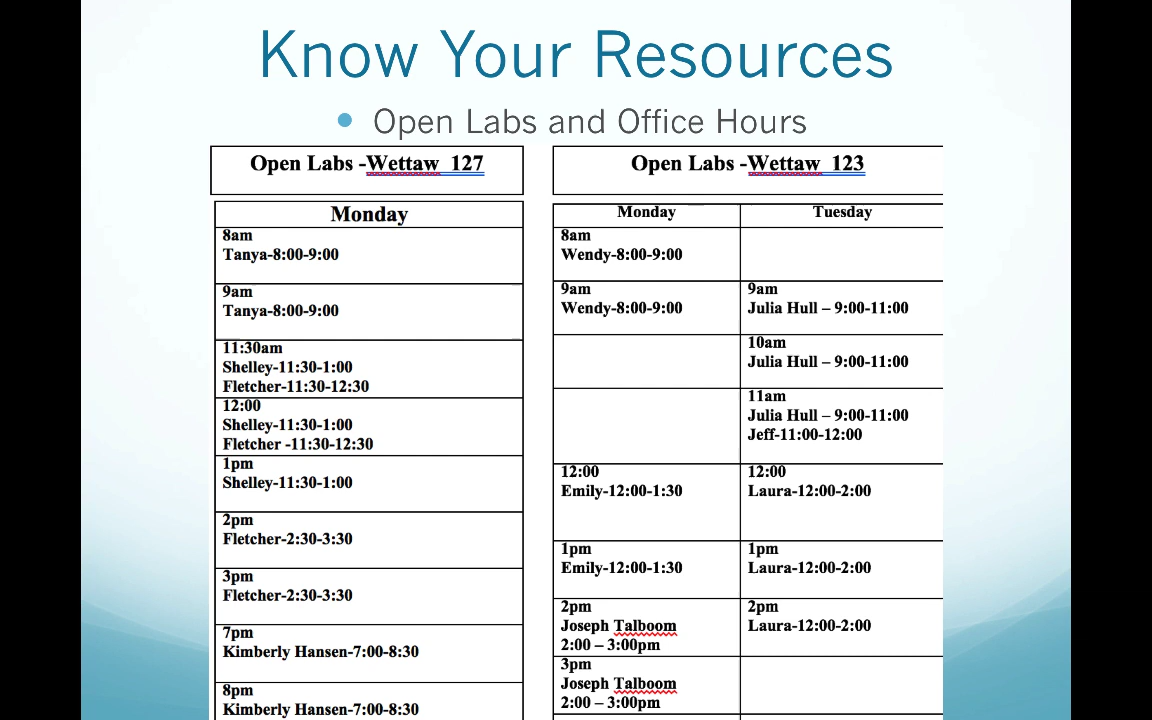 Know Your Resources
• Open Labs and Office Hours
Open Labs -Wettaw 127
Monday
8am
Tanya-8:00-9:00
9am
Tanya-8:00-9:00
11:30am
Shelley-11:30-1:00
Fletcher-11:30-12:30
12:00
Shelley-11:30-1:00
Fletcher -11:30-12:30
1pm
Shelley-11:30-1:00
2pm
Fletcher-2:30-3:30
3pm
Fletcher-2:30-3:30
7pm
Kimberly Hansen-7:00-8:30
8pm
Kimberly Hansen-7:00-8:30
Open Labs -Wettaw 123
Monday Tuesday
8am
Wendy-8:00-9:00
9am
Wendy-8:00-9:00
9am
Julia Hull – 9:00-11:00
10am
Julia Hull – 9:00-11:00
11am
Julia Hull – 9:00-11:00
Jeff-11:00-12:00
12:00
Emily-12:00-1:30
12:00
Laura-12:00-2:00
1pm
Emily-12:00-1:30
1pm
Laura-12:00-2:00
2pm
Joseph Talboom
2:00 – 3:00pm
2pm
Laura-12:00-2:00
3pm
Joseph Talboom
2:00 – 3:00pm